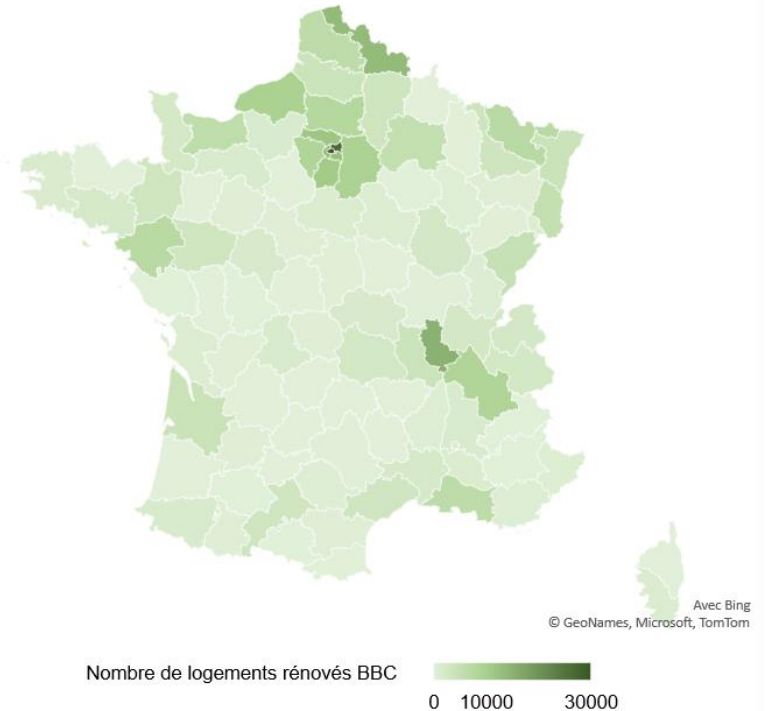 Avec Bing
© GeoNames, Microsoft, TomTom
Nombre de logements rénovés BBC
0 10000 30000